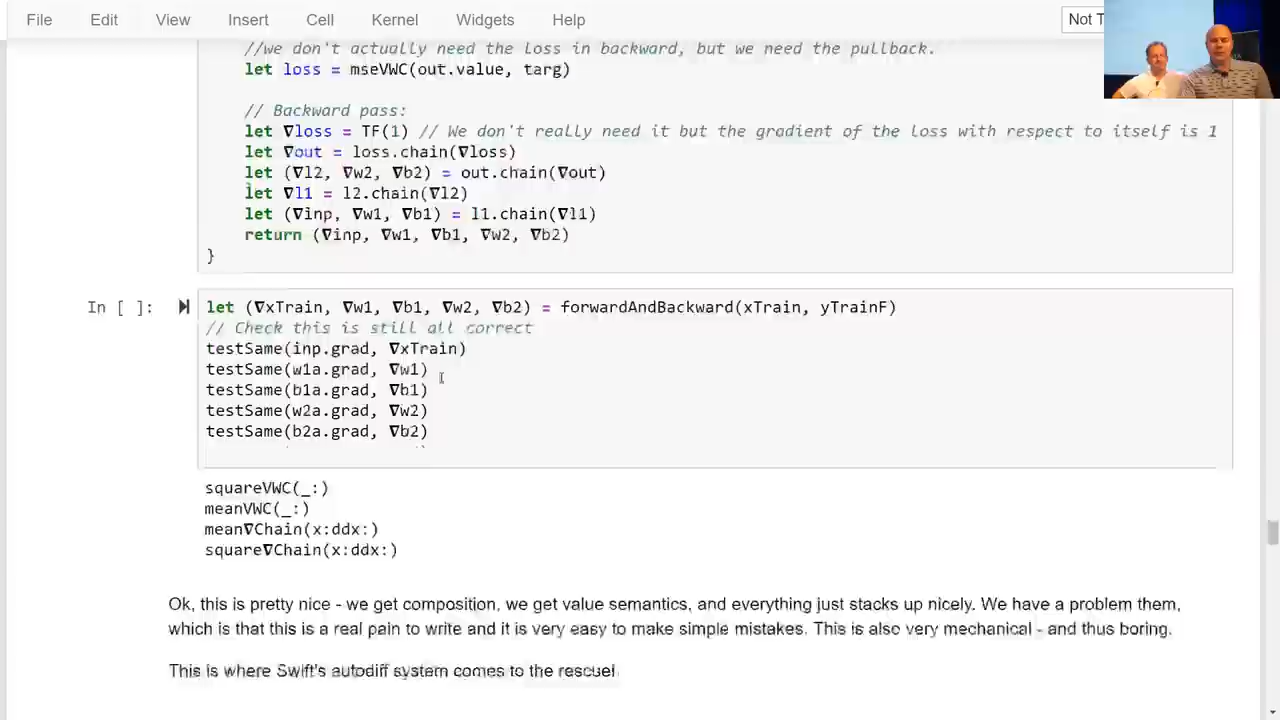 File Edit View Insert Cell Kernel Widgets Help Not T
//we don't actually need the loss in backward, but we need the pullback.
let loss = mseVWC(out.value, targ)
// Backward pass:
let ∇loss = TF(1) // We don't really need it but the gradient of the loss with respect to itself is 1
let ∇out = loss.chain(∇loss)
let (∇l2, ∇w2, ∇b2) = out.chain(∇out)
let ∇l1 = l2.chain(∇l2)
let (∇inp, ∇w1, ∇b1) = l1.chain(∇l1)
return (∇inp, ∇w1, ∇b1, ∇w2, ∇b2)
}
In [ ]: let (∇xTrain, ∇w1, ∇b1, ∇w2, ∇b2) = forwardAndBackward(xTrain, yTrainF)
// Check this is still all correct
testSame(inp.grad, ∇xTrain)
testSame(w1a.grad, ∇w1)
testSame(b1a.grad, ∇b1)
testSame(w2a.grad, ∇w2)
testSame(b2a.grad, ∇b2)
squareVWC(_:)
meanVWC(_:)
mean∇Chain(x:ddx:)
square∇Chain(x:ddx:)
Ok, this is pretty nice - we get composition, we get value semantics, and everything just stacks up nicely. We have a problem them,
which is that this is a real pain to write and it is very easy to make simple mistakes. This is also very mechanical - and thus boring.
This is where Swift's autodiff system comes to the rescue!